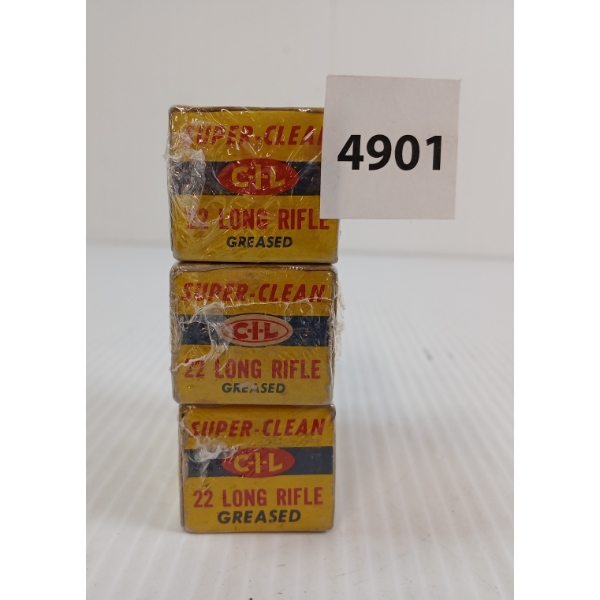 4901
SUPER-CLEAN
C-I-L
22 LONG RIFLE
GREASED
SUPER-CLEAN
C-I-L
22 LONG RIFLE
GREASED
SUPER-CLEAN
C-I-L
22 LONG RIFLE
GREASED